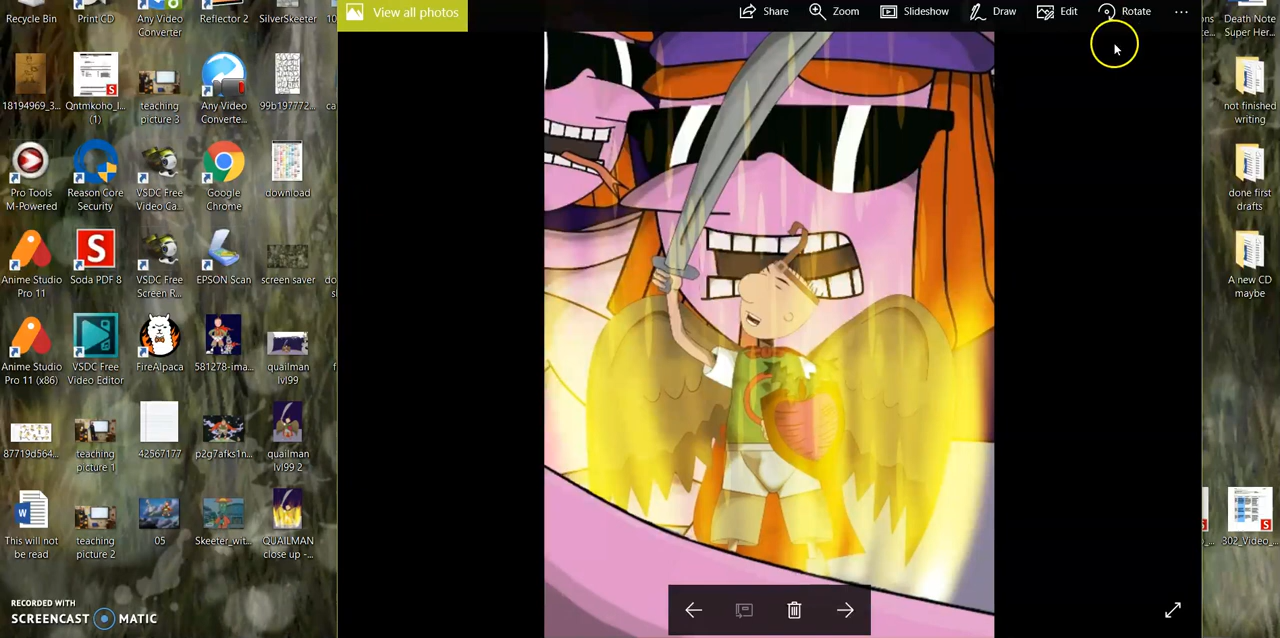 View all photos
Share
Zoom
Slideshow
Draw
Edit
Rotate
Recycle Bin
Print CD
Any Video
Converter
Reflector 2
SilverSkeeter
Death Note
Super Her...
18194969_3...
Qntmkoho_I...
(1)
teaching
picture 3
Any Video
Converte...
99b197772...
not finished
writing
Pro Tools
M-Powered
Reason Core
Security
VSDC Free
Video Ca...
Google
Chrome
download
done first
drafts
Anime Studio
Pro 11
Soda PDF 8
VSDC Free
Screen R...
EPSON Scan
screen saver
A new CD
maybe
Anime Studio
Pro 11 (x86)
VSDC Free
Video Editor
FireAlpaca
581278-ima...
quailman
lvl99
87719d564...
teaching
picture 1
42567177
p2g7afks1n...
quailman
lvl99 2
This will not
be read
teaching
picture 2
05
Skeeter_wit...
QUAILMAN
close up -...
302_Video_...
RECORDED WITH
SCREENCAST MATIC